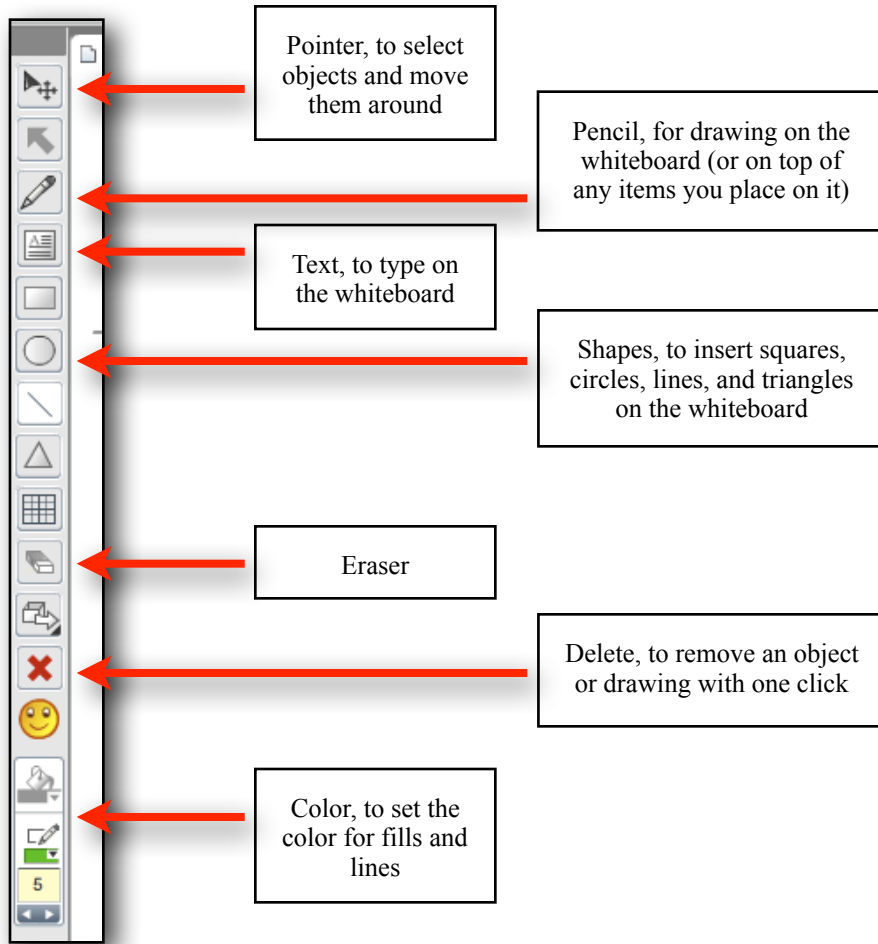 Pointer, to select
objects and move
them around
Pencil, for drawing on the
whiteboard (or on top of
any items you place on it)
Text, to type on
the whiteboard
Shapes, to insert squares,
circles, lines, and triangles
on the whiteboard
Eraser
Delete, to remove an object
or drawing with one click
Color, to set the
color for fills and
lines
5